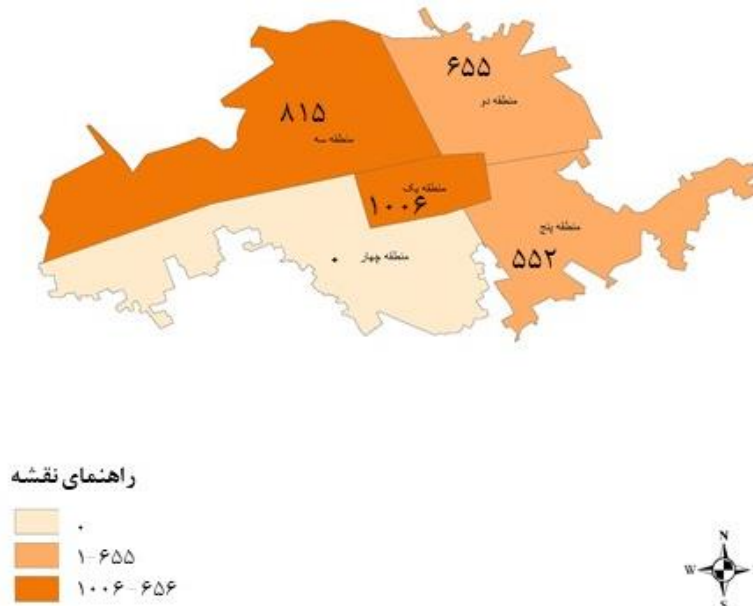 ۶۵۵
منطقه دو
۸۱۵
منطقه سه
منطقه یک
۱۰۰۶
منطقه پنج
۵۵۲
منطقه چهار
۰
راهنمای نقشه
۰
۱-۶۵۵
۱۰۰۶-۶۵۶
N
W
S